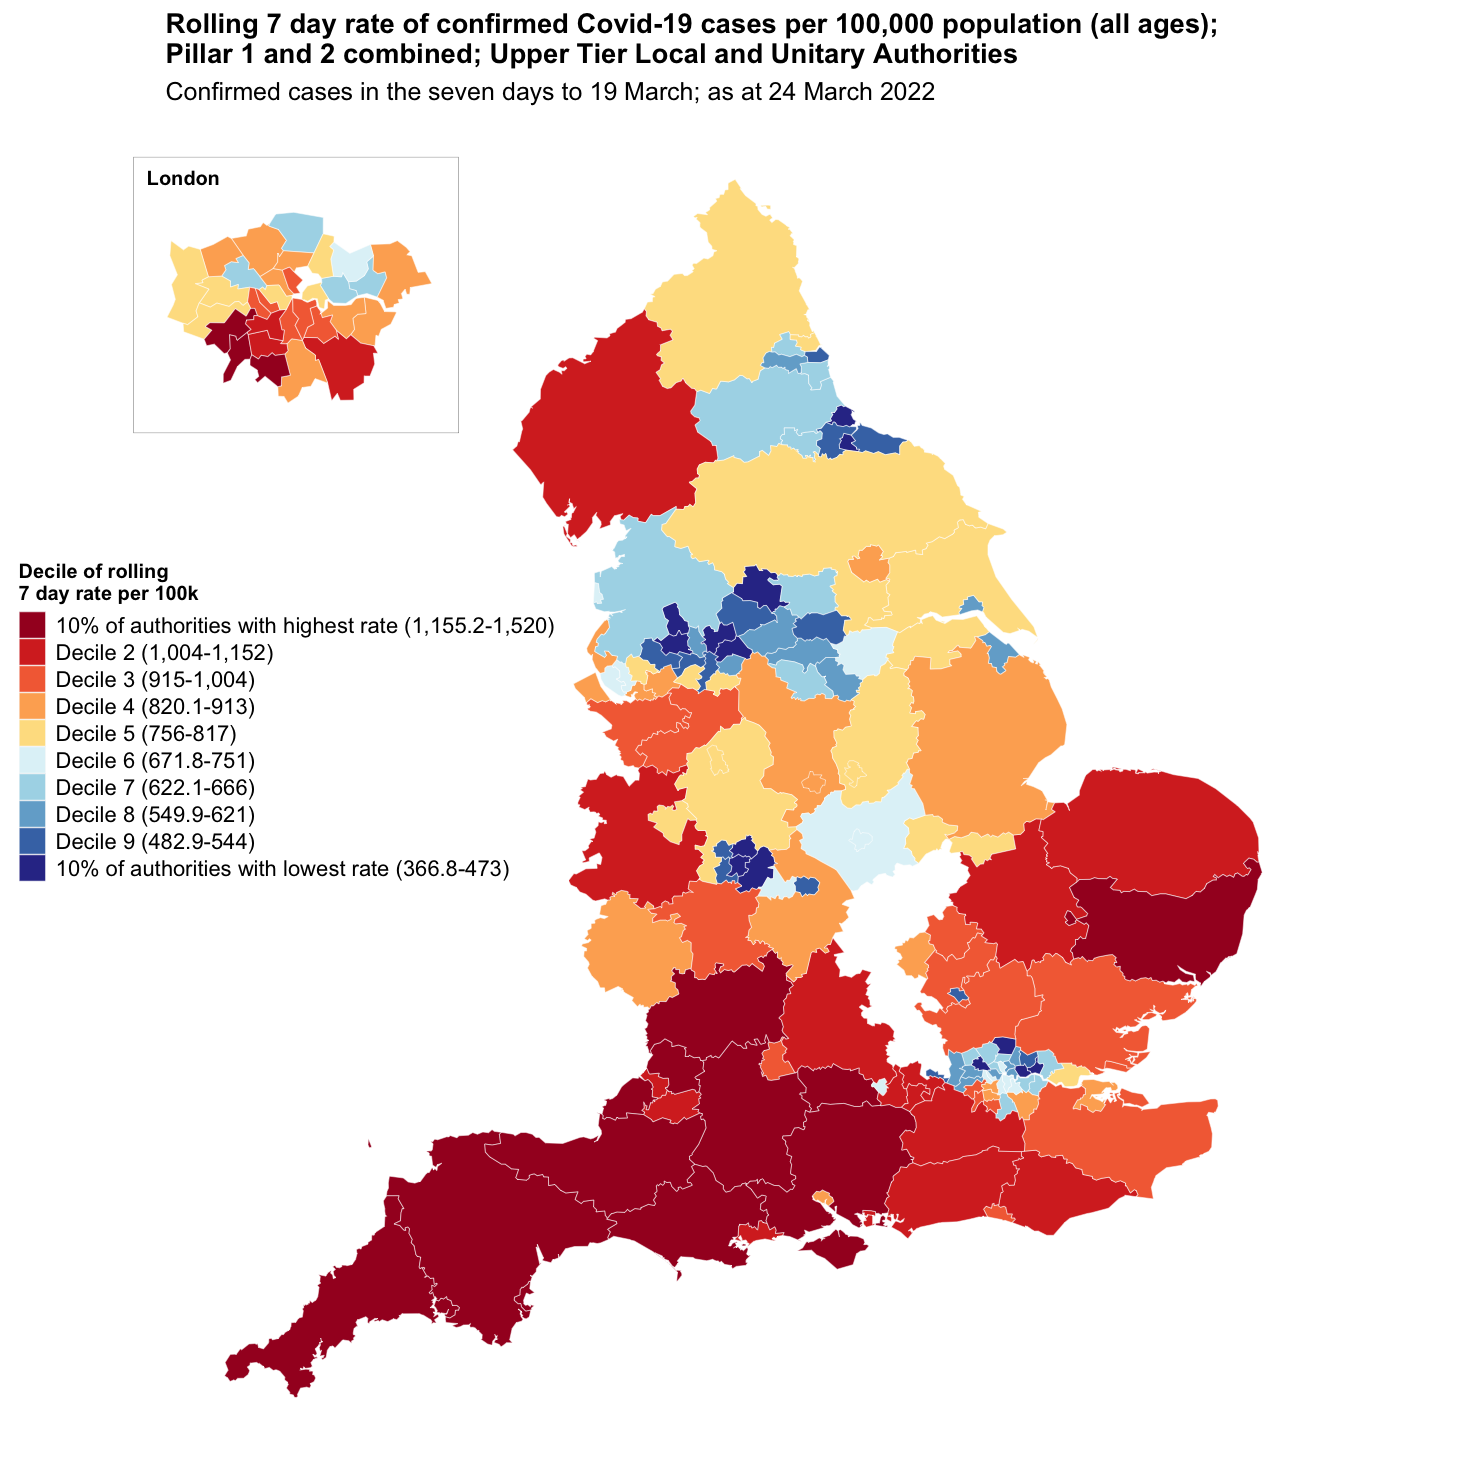 Rolling 7 day rate of confirmed Covid-19 cases per 100,000 population (all ages);
Pillar 1 and 2 combined; Upper Tier Local and Unitary Authorities
Confirmed cases in the seven days to 19 March; as at 24 March 2022
London
Decile of rolling
7 day rate per 100k
10% of authorities with highest rate (1,155.2-1,520)
Decile 2 (1,004-1,152)
Decile 3 (915-1,004)
Decile 4 (820.1-913)
Decile 5 (756-817)
Decile 6 (671.8-751)
Decile 7 (622.1-666)
Decile 8 (549.9-621)
Decile 9 (482.9-544)
10% of authorities with lowest rate (366.8-473)